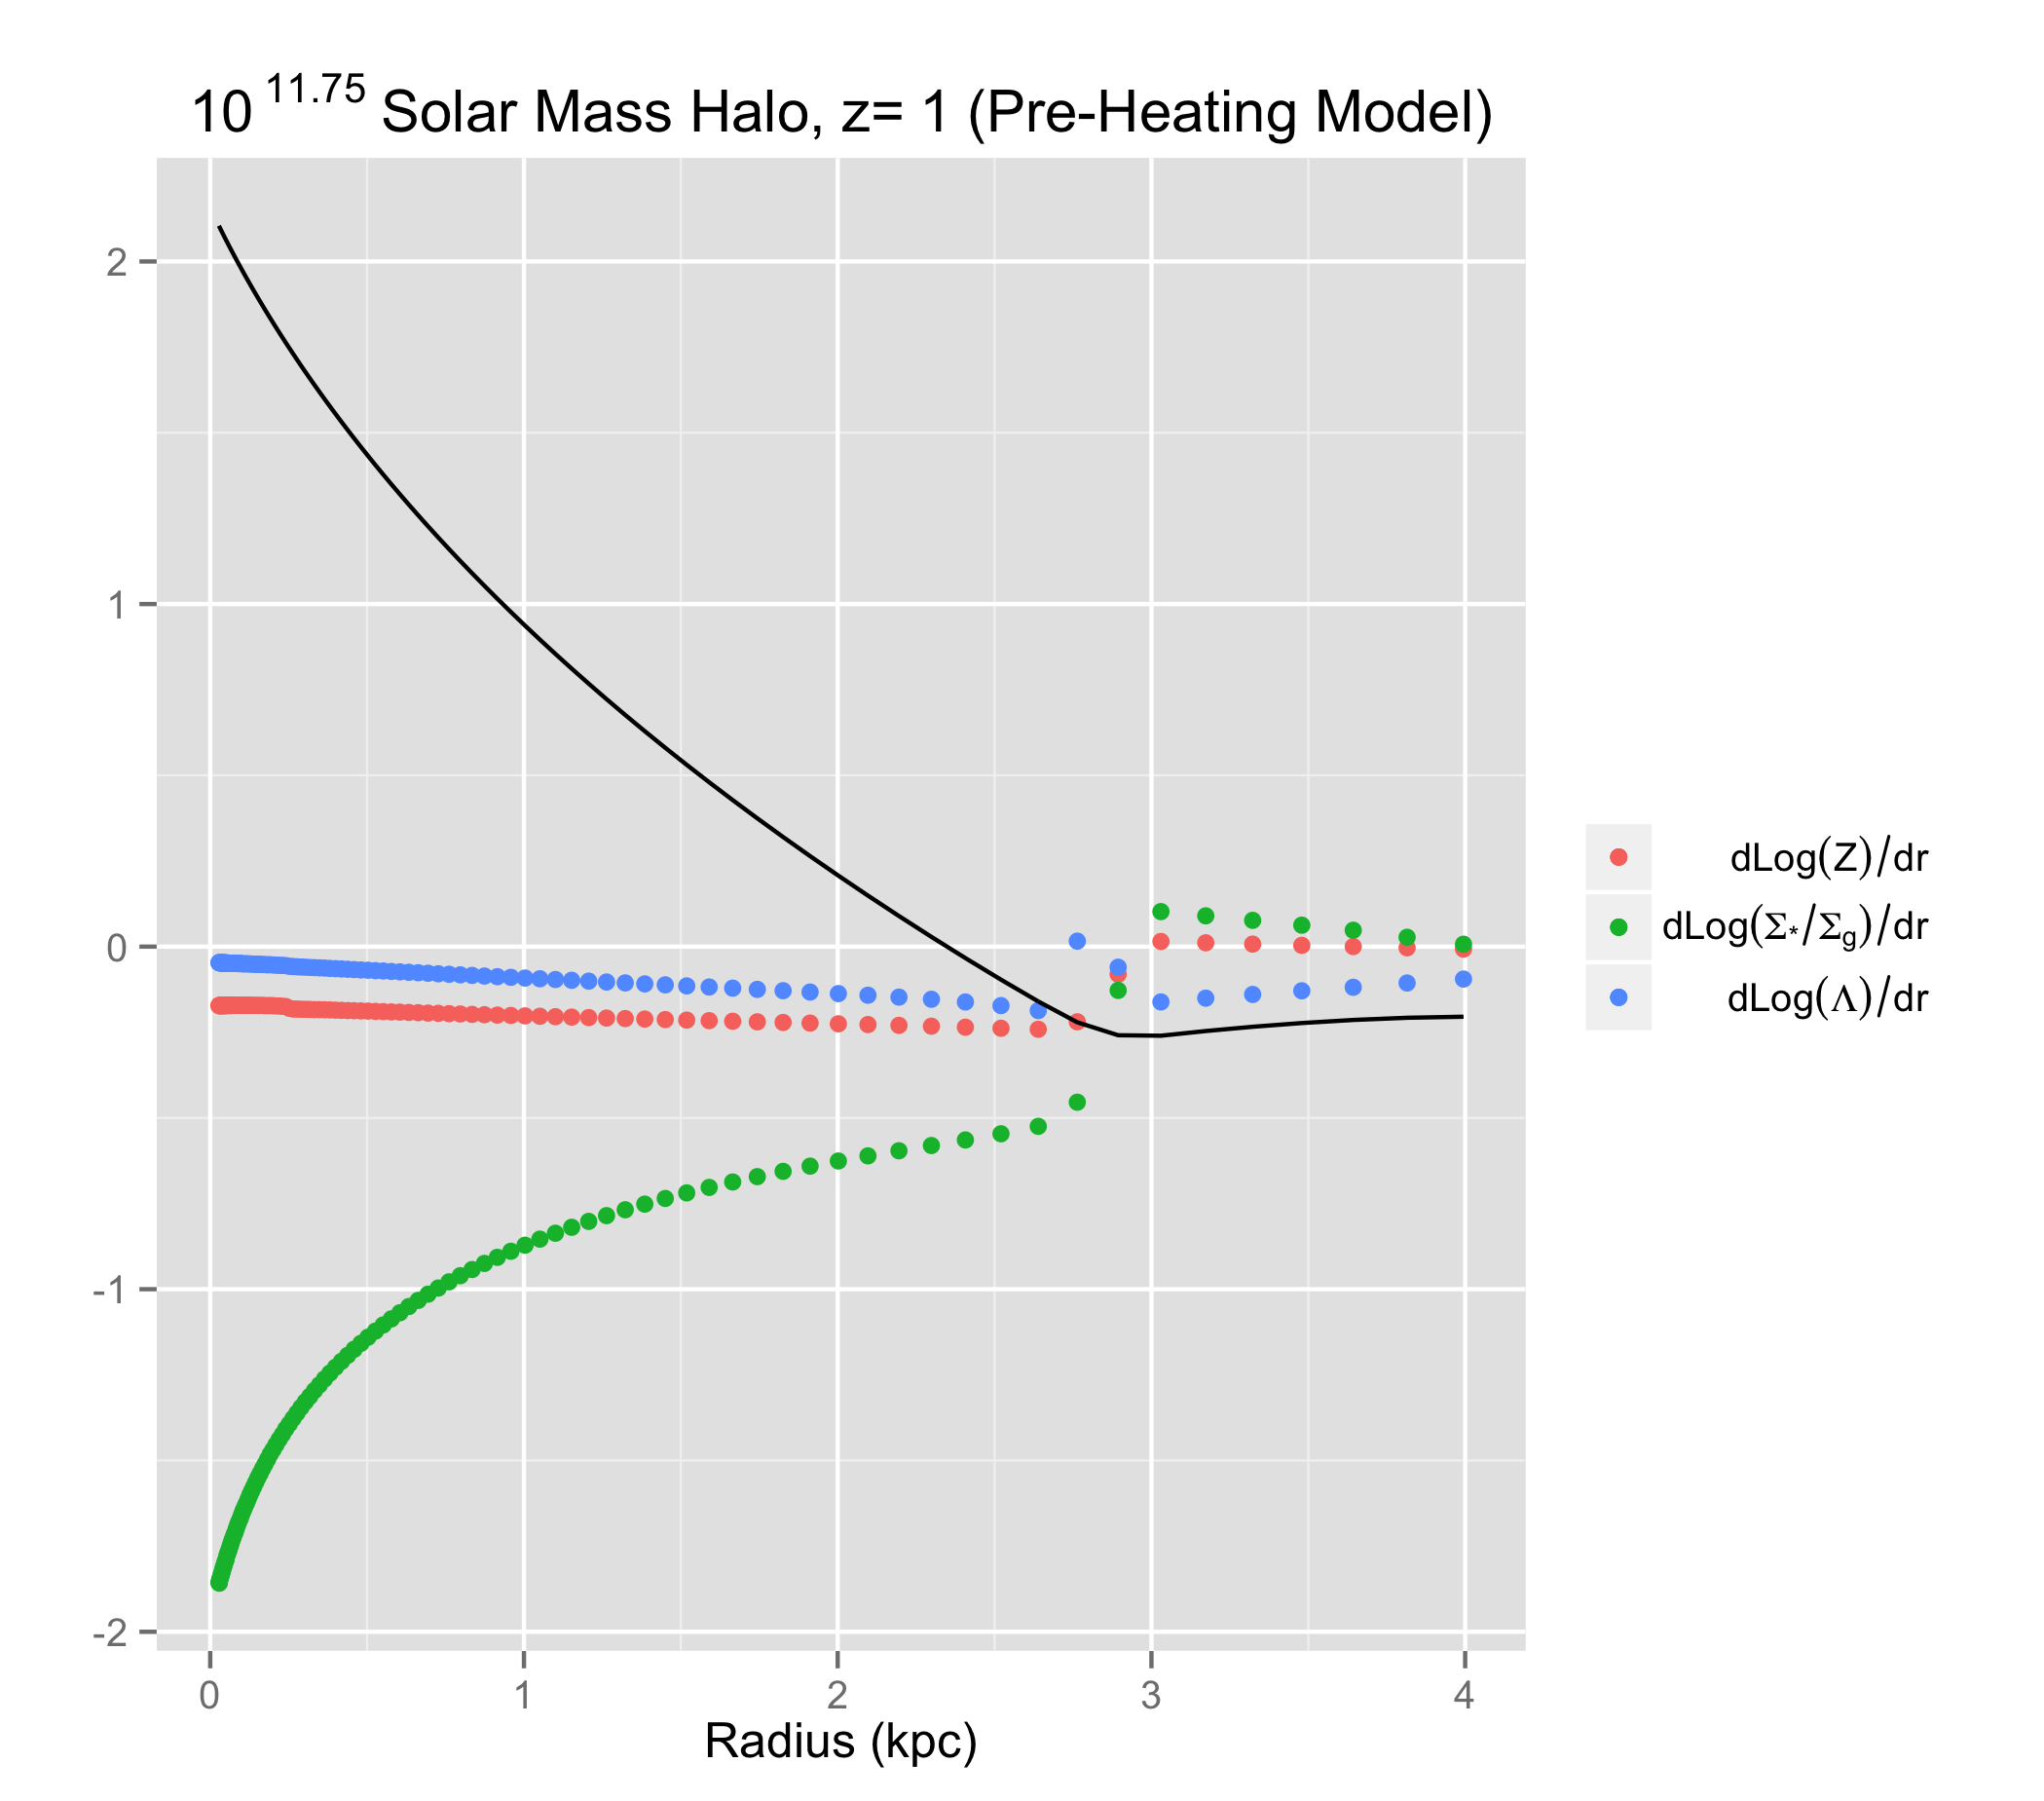 10 11.75 Solar Mass Halo, z= 1 (Pre-Heating Model)
2
1
0
-1
-2
0 1 2 3 4
Radius (kpc)
dLog(Z)/dr
dLog(Σ*/Σg)/dr
dLog(Λ)/dr